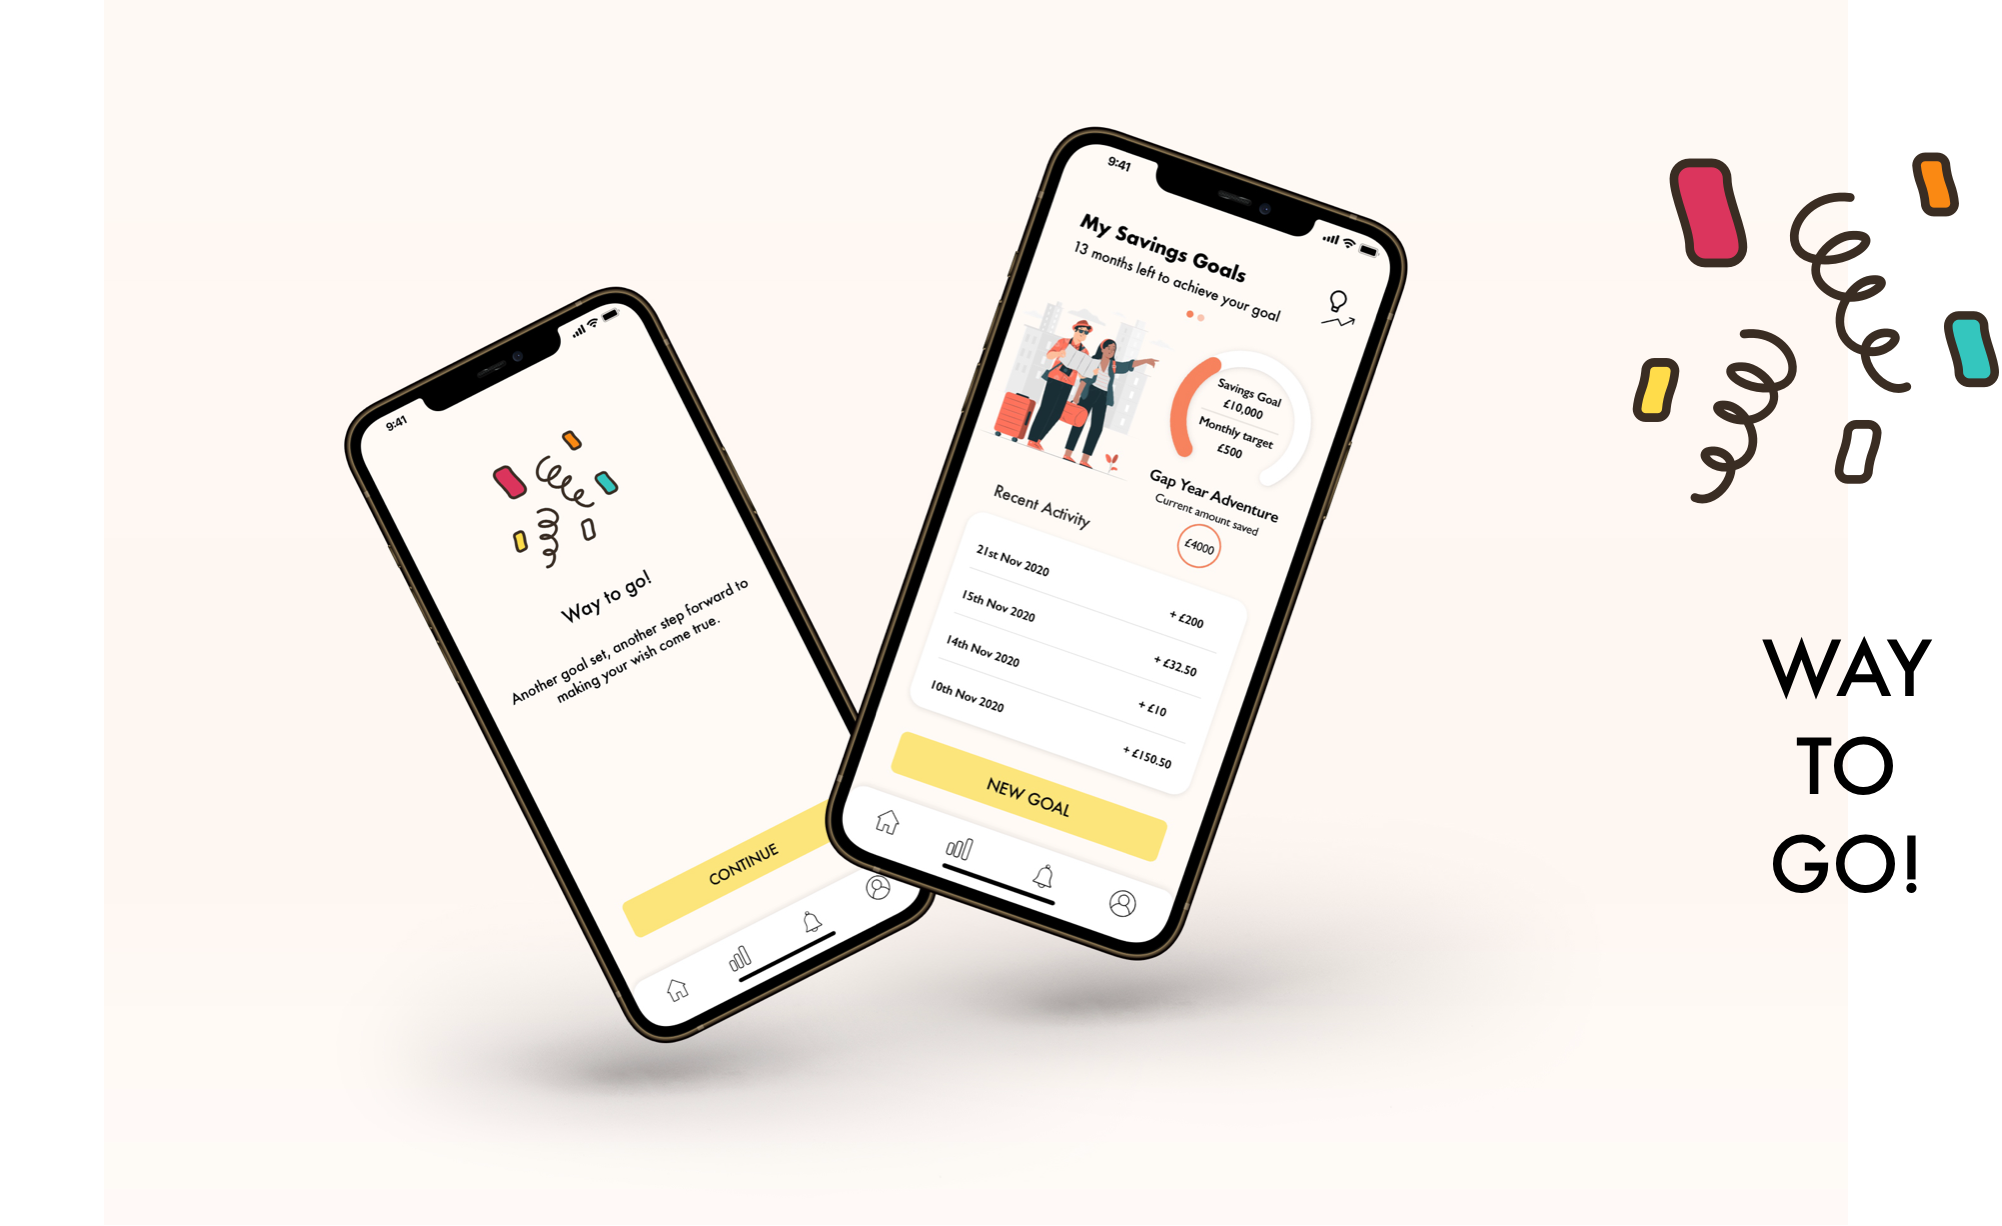 9:41
Way to go!
Another goal set, another step forward to
making your wish come true.
CONTINUE
9:41
My Savings Goals
13 months left to achieve your goal
Savings Goal
£10,000
Monthly target
£500
Gap Year Adventure
Current amount saved
£4000
Recent Activity
21st Nov 2020 + £200
15th Nov 2020 + £32.50
14th Nov 2020 + £10
10th Nov 2020 + £150.50
NEW GOAL
WAY
TO
GO!